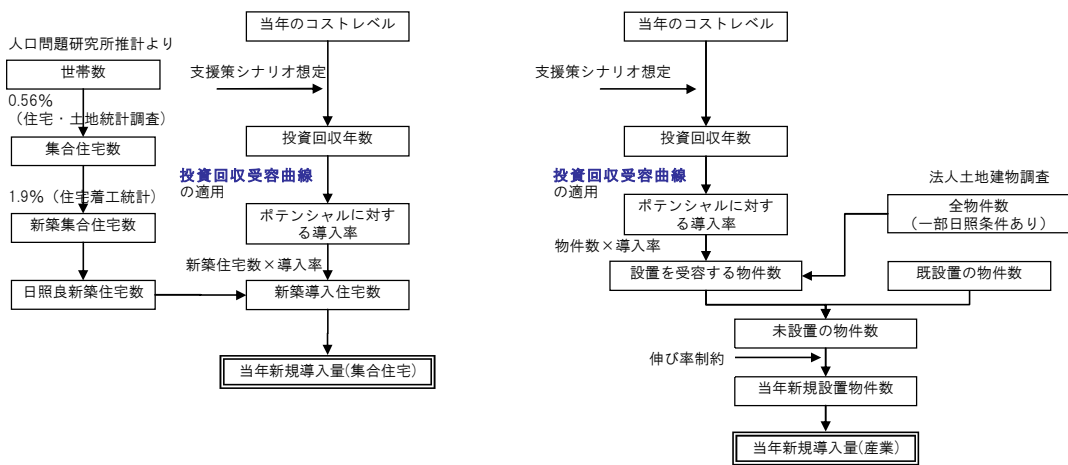 人口問題研究所推計より
世帯数
0.56%
（住宅・土地統計調査）
集合住宅数
1.9%（住宅着工統計）
新築集合住宅数
日照良新築住宅数
当年のコストレベル
支援策シナリオ想定
投資回収年数
投資回収受容曲線
の適用
ポテンシャルに対す
る導入率
新築住宅数×導入率
新築導入住宅数
当年新規導入量(集合住宅)
当年のコストレベル
支援策シナリオ想定
投資回収年数
投資回収受容曲線
の適用
ポテンシャルに対す
る導入率
法人土地建物調査
全物件数
(一部日照条件あり)
物件数×導入率
設置を受容する物件数
既設置の物件数
未設置の物件数
伸び率制約
当年新規設置物件数
当年新規導入量(産業)